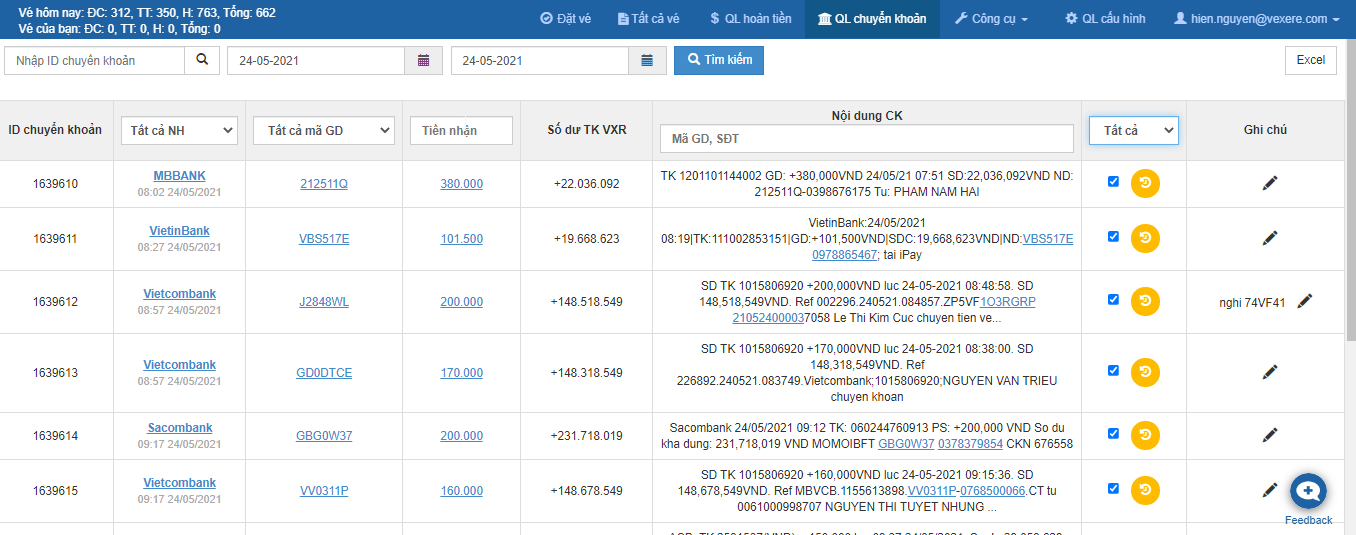 Vé hôm nay: ĐC: 312, TT: 350, H: 763, Tổng: 662
Vé của bạn: ĐC: 0, TT: 0, H: 0, Tổng: 0
Đặt vé Tất cả vé $ QL hoàn tiền QL chuyển khoản Công cụ QL cấu hình hien.nguyen@vexere.com
Nhập ID chuyển khoản 24-05-2021 24-05-2021 Tìm kiếm Excel
ID chuyển khoản Tất cả NH Tất cả mã GD Tiền nhận Số dư TK VXR Nội dung CK Tất cả Ghi chú
Mã GD, SĐT
1639610 MBBANK 212511Q 380.000 +22.036.092 TK 1201101144002 GD: +380,000VND 24/05/21 07:51 SD:22,036,092VND ND:
08:02 24/05/2021 212511Q-0398676175 Tu: PHAM NAM HAI
VietinBank:24/05/2021
1639611 VietinBank VBS517E 101.500 +19.668.623 08:19|TK:111002853151|GD:+101,500VND|SDC:19,668,623VND|ND:VBS517E
08:27 24/05/2021 0978865467; tai iPay
SD TK 1015806920 +200,000VND luc 24-05-2021 08:48:58. SD
1639612 Vietcombank J2848WL 200.000 +148.518.549 148,518,549VND. Ref 002296.240521.084857.ZP5VF1O3RGRP nghi 74VF41
08:57 24/05/2021 210524000037058 Le Thi Kim Cuc chuyen tien ve...
SD TK 1015806920 +170,000VND luc 24-05-2021 08:38:00. SD
1639613 Vietcombank GD0DTCE 170.000 +148.318.549 148,318,549VND. Ref
08:57 24/05/2021 226892.240521.083749.Vietcombank;1015806920;NGUYEN VAN TRIEU
chuyen khoan
1639614 Sacombank GBG0W37 200.000 +231.718.019 Sacombank 24/05/2021 09:12 TK: 060244760913 PS: +200,000 VND So du
09:17 24/05/2021 kha dung: 231,718,019 VND MOMOIBFT GBG0W37 0378379854 CKN 676558
SD TK 1015806920 +160,000VND luc 24-05-2021 09:15:36. SD
1639615 Vietcombank VV0311P 160.000 +148.678.549 148,678,549VND. Ref MBVCB.1155613898.VV0311P-0768500066.CT tu
09:17 24/05/2021 0061000998707 NGUYEN THI TUYET NHUNG ...
Feedback